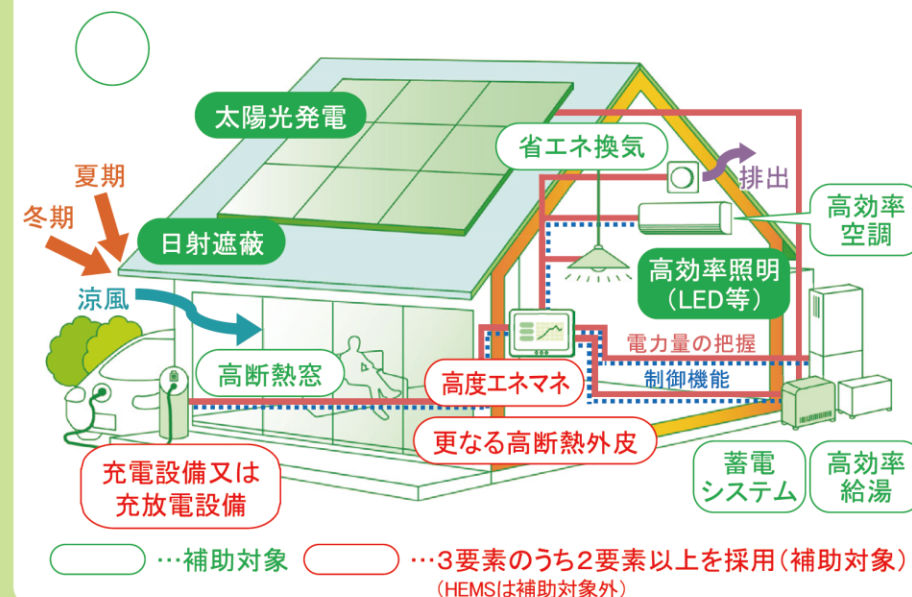 太陽光発電
省エネ換気
排出
夏期
冬期
高効率
空調
日射遮蔽
高効率照明
(LED等)
涼風
電力量の把握
高断熱窓
高度エネマネ
制御機能
更なる高断熱外皮
充電設備又は
充放電設備
蓄電
システム
高効率
給湯
…補助対象
…3要素のうち2要素以上を採用(補助対象)
(HEMSは補助対象外)